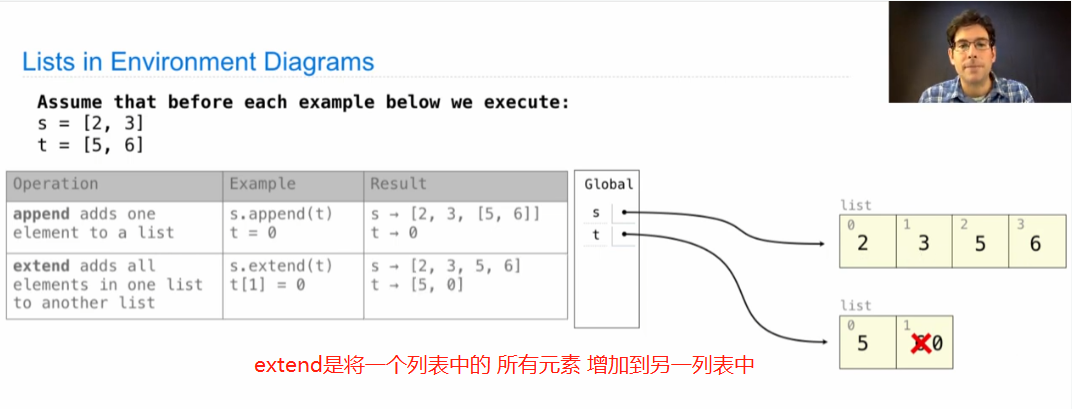 Lists in Environment Diagrams
Assume that before each example below we execute:
s = [2, 3]
t = [5, 6]
Operation Example Result
append adds one element to a list
s.append(t)
t = 0
s → [2, 3, [5, 6]]
t → 0
extend adds all elements in one list to another list
s.extend(t)
t[1] = 0
s → [2, 3, 5, 6]
t → [5, 0]
Global
s
t
list
0 1 2 3
2 3 5 6
list
0 1
5 0
extend是将一个列表中的 所有元素 增加到另一列表中